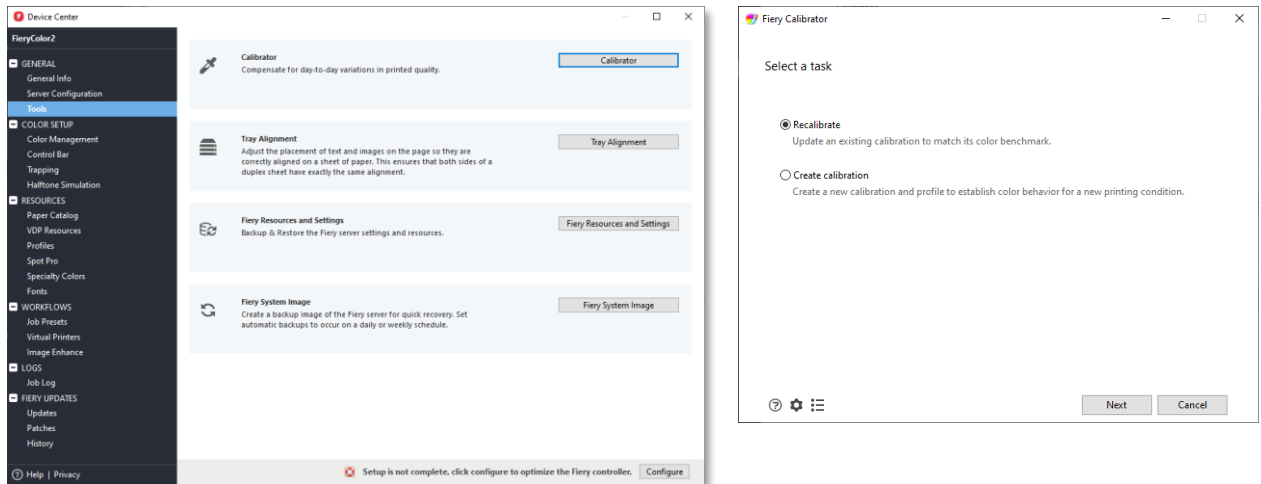 Device Center
FieryColor2
GENERAL
General Info
Server Configuration
Tools
COLOR SETUP
Color Management
Control Bar
Trapping
Halftone Simulation
RESOURCES
Paper Catalog
VDP Resources
Profiles
Spot Pro
Specialty Colors
Fonts
WORKFLOWS
Job Presets
Virtual Printers
Image Enhance
LOGS
Job Log
FIERY UPDATES
Updates
Patches
History
Help | Privacy
Calibrator
Compensate for day-to-day variations in printed quality.
Calibrator
Tray Alignment
Adjust the placement of text and images on the page so they are
correctly aligned on a sheet of paper. This ensures that both sides of a
duplex sheet have exactly the same alignment.
Tray Alignment
Fiery Resources and Settings
Backup & Restore the Fiery server settings and resources.
Fiery Resources and Settings
Fiery System Image
Create a backup image of the Fiery server for quick recovery. Set
automatic backups to occur on a daily or weekly schedule.
Fiery System Image
Setup is not complete, click configure to optimize the Fiery controller.
Configure
Fiery Calibrator
Select a task
Recalibrate
Update an existing calibration to match its color benchmark.
Create calibration
Create a new calibration and profile to establish color behavior for a new printing condition.
Next
Cancel